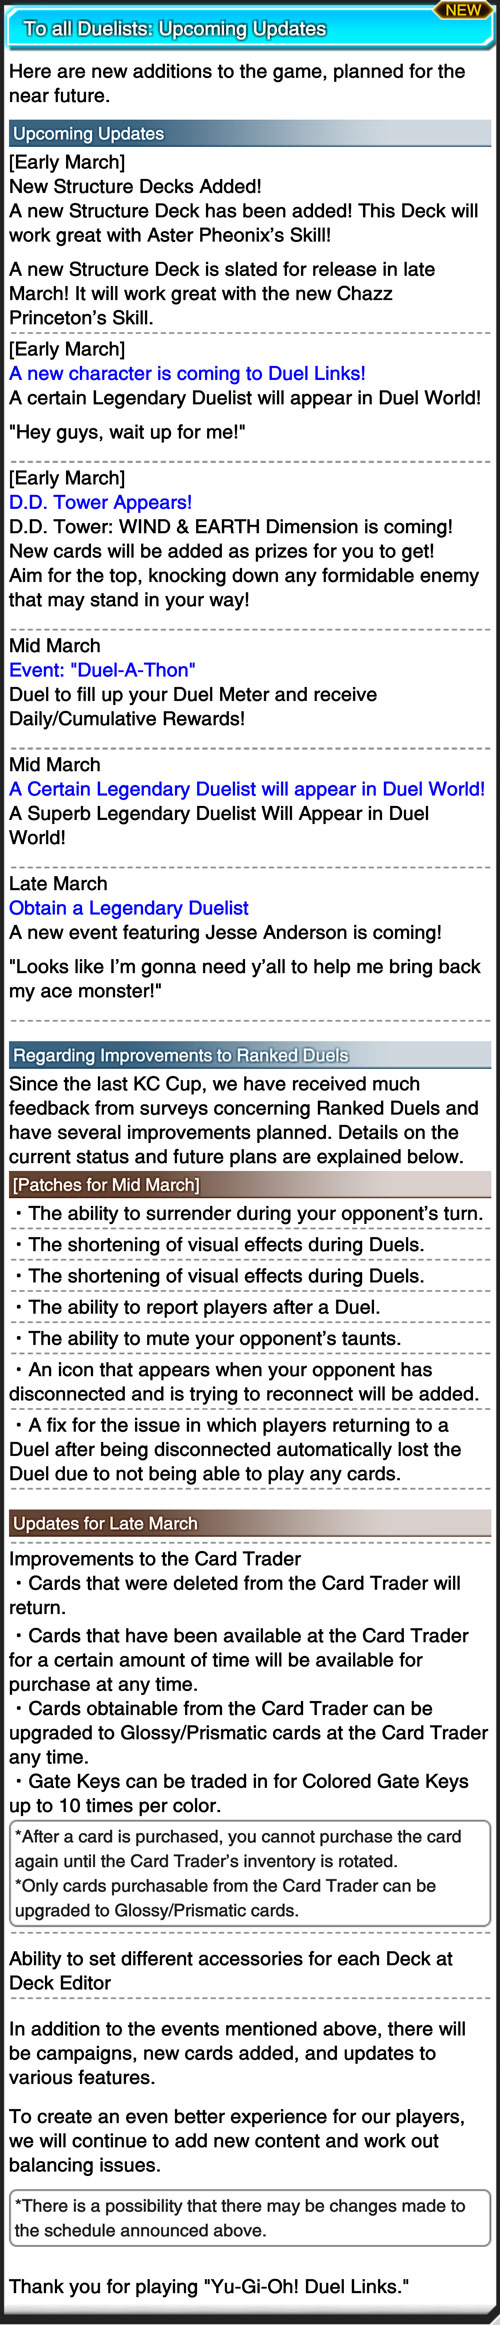 NEW
To all Duelists: Upcoming Updates
Here are new additions to the game, planned for the
near future.
Upcoming Updates
[Early March]
New Structure Decks Added!
A new Structure Deck has been added! This Deck will
work great with Aster Pheonix's Skill!
A new Structure Deck is slated for release in late
March! It will work great with the new Chazz
Princeton's Skill.
[Early March]
A new character is coming to Duel Links!
A certain Legendary Duelist will appear in Duel World!
"Hey guys, wait up for me!"
[Early March]
D.D. Tower Appears!
D.D. Tower: WIND & EARTH Dimension is coming!
New cards will be added as prizes for you to get!
Aim for the top, knocking down any formidable enemy
that may stand in your way!
Mid March
Event: "Duel-A-Thon"
Duel to fill up your Duel Meter and receive
Daily/Cumulative Rewards!
Mid March
A Certain Legendary Duelist will appear in Duel World!
A Superb Legendary Duelist Will Appear in Duel
World!
Late March
Obtain a Legendary Duelist
A new event featuring Jesse Anderson is coming!
"Looks like I'm gonna need y'all to help me bring back
my ace monster!"
Regarding Improvements to Ranked Duels
Since the last KC Cup, we have received much
feedback from surveys concerning Ranked Duels and
have several improvements planned. Details on the
current status and future plans are explained below.
[Patches for Mid March]
・The ability to surrender during your opponent's turn.
・The shortening of visual effects during Duels.
・The shortening of visual effects during Duels.
・The ability to report players after a Duel.
・The ability to mute your opponent's taunts.
・An icon that appears when your opponent has
disconnected and is trying to reconnect will be added.
・A fix for the issue in which players returning to a
Duel after being disconnected automatically lost the
Duel due to not being able to play any cards.
Updates for Late March
Improvements to the Card Trader
・Cards that were deleted from the Card Trader will
return.
・Cards that have been available at the Card Trader
for a certain amount of time will be available for
purchase at any time.
・Cards obtainable from the Card Trader can be
upgraded to Glossy/Prismatic cards at the Card Trader
any time.
・Gate Keys can be traded in for Colored Gate Keys
up to 10 times per color.
*After a card is purchased, you cannot purchase the card
again until the Card Trader's inventory is rotated.
*Only cards purchasable from the Card Trader can be
upgraded to Glossy/Prismatic cards.
Ability to set different accessories for each Deck at
Deck Editor
In addition to the events mentioned above, there will
be campaigns, new cards added, and updates to
various features.
To create an even better experience for our players,
we will continue to add new content and work out
balancing issues.
*There is a possibility that there may be changes made to
the schedule announced above.
Thank you for playing "Yu-Gi-Oh! Duel Links."